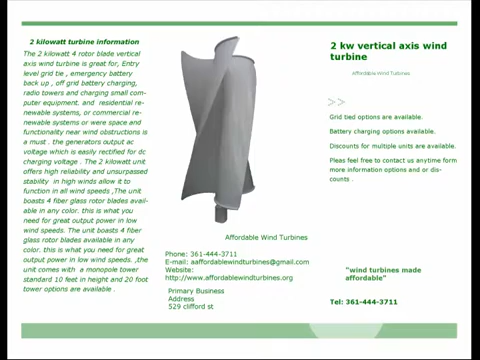 2 kilowatt turbine information
The 2 kilowatt 4 rotor blade vertical
axis wind turbine is great for, Entry
level grid tie , emergency battery
back up , off grid battery charging,
radio towers and charging small com-
puter equipment. and  residential re-
newable systems, or commercial re-
newable systems or were space and
functionality near wind obstructions is
a must . the generators output ac
voltage which is easily rectified for dc
charging voltage . The 2 kilowatt unit
offers high reliability and unsurpassed
stability  in high winds allow it to
function in all wind speeds ,The unit
boasts 4 fiber glass rotor blades avail-
able in any color. this is what you
need for great output power in low
wind speeds. The unit boasts 4 fiber
glass rotor blades available in any
color. this is what you need for great
output power in low wind speeds. ,the
unit comes with  a monopole tower
standard 10 feet in height and 20 foot
tower options are available .
Affordable Wind Turbines
Phone: 361-444-3711
E-mail: aaffordablewindturbines@gmail.com
Website:
http://www.affordablewindturbines.org
Primary Business
Address
529 clifford st
2 kw vertical axis wind
turbine
Affordable Wind Turbines
>>
Grid tied options are available.
Battery charging options available.
Discounts for multiple units are available.
Pleas feel free to contact us anytime form
more information options and or dis-
counts .
"wind turbines made
affordable"
Tel: 361-444-3711